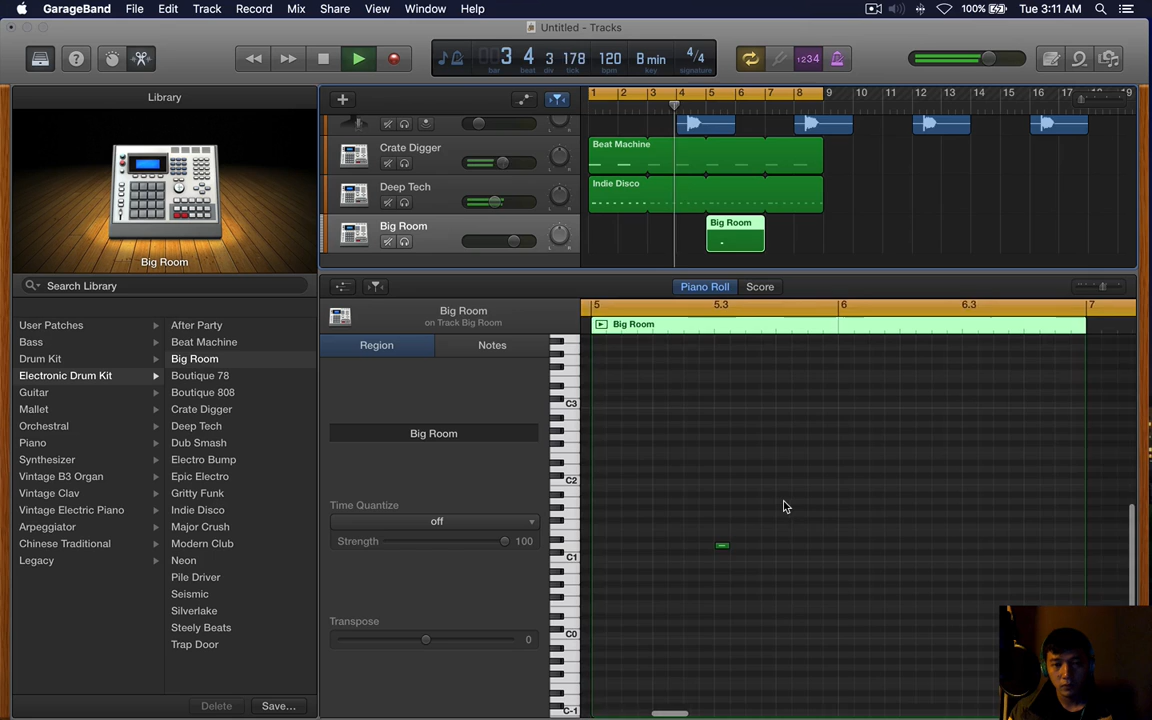 GarageBand File Edit Track Record Mix Share View Window Help 100% Tue 3:11 AM
Untitled - Tracks
3 4 3 178 120 8 min 4/4
bar beat div tick bpm key signature
1234
Library
1 2 3 4 5 6 7 8 9 10 11 12 13 14 15 16 17 19
Crate Digger
Beat Machine
Deep Tech
Indie Disco
Big Room
Big Room
L R
Big Room
Search Library
User Patches
Bass
Drum Kit
Electronic Drum Kit
Guitar
Mallet
Orchestral
Piano
Synthesizer
Vintage B3 Organ
Vintage Clav
Vintage Electric Piano
Arpeggiator
Chinese Traditional
Legacy
After Party
Beat Machine
Big Room
Boutique 78
Boutique 808
Crate Digger
Deep Tech
Dub Smash
Electro Bump
Epic Electro
Gritty Funk
Indie Disco
Major Crush
Modern Club
Neon
Pile Driver
Seismic
Silverlake
Steely Beats
Trap Door
Delete Save...
Piano Roll Score
Big Room
on Track Big Room
Region Notes
Big Room
Time Quantize
off
Strength 100
Transpose
0
5 5.3 6 6.3 7
Big Room
C3
C2
C1
C0
C-1